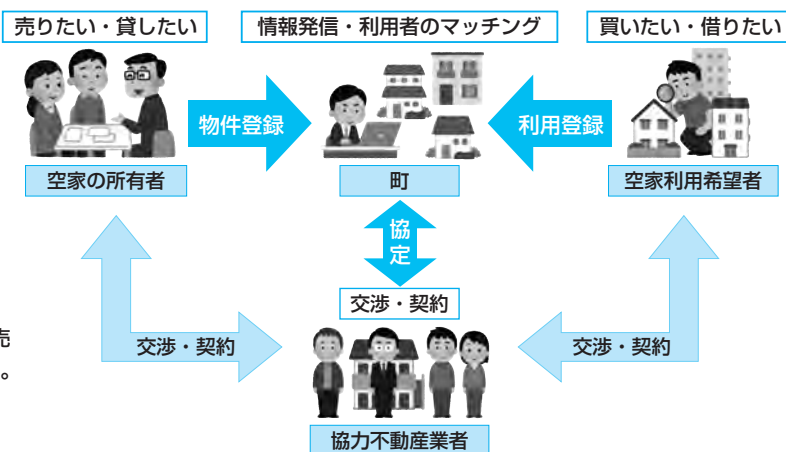 売りたい・貸したい
情報発信・利用者のマッチング
買いたい・借りたい
物件登録
利用登録
空家の所有者
町
空家利用希望者
協定
交渉・契約
売
。
交渉・契約
交渉・契約
協力不動産業者